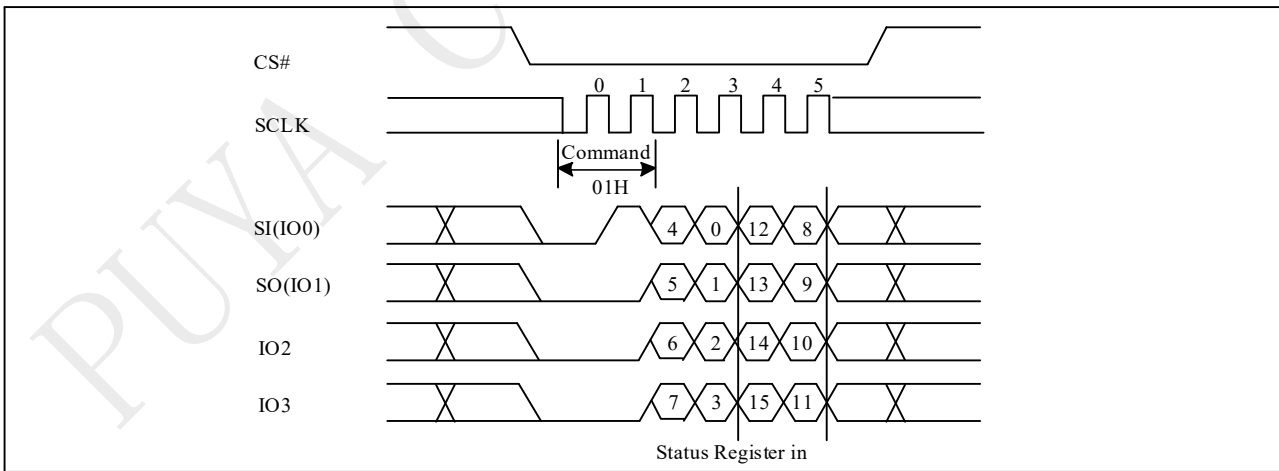 CS#
0 1 2 3 4 5
SCLK
Command
01H
SI(IO0) 4 0 12 8
SO(IO1) 5 1 13 9
IO2 6 2 14 10
IO3 7 3 15 11
Status Register in
PUYA C